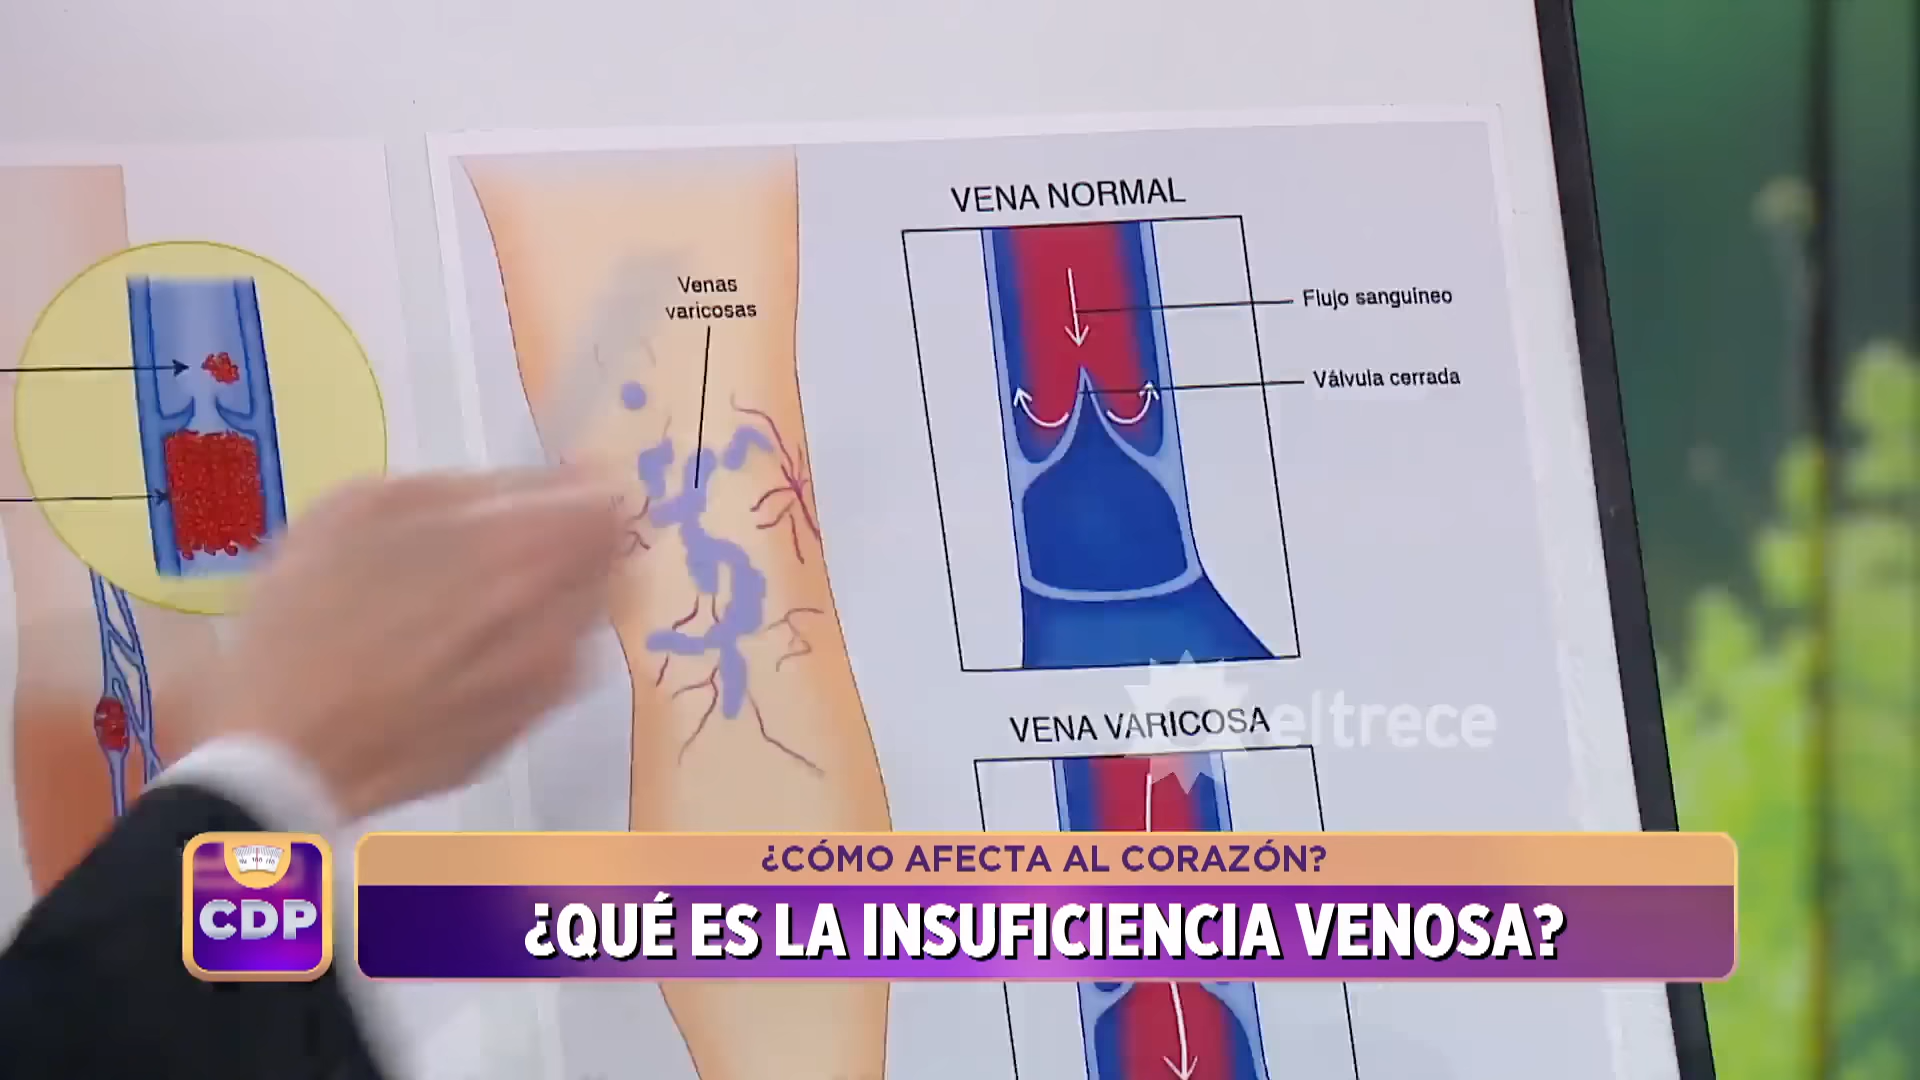 VENA NORMAL
Venas
varicosas
Flujo sanguíneo
Válvula cerrada
VENA VARICOSA
eltrece
¿CÓMO AFECTA AL CORAZÓN?
CDP
¿QUÉ ES LA INSUFICIENCIA VENOSA?